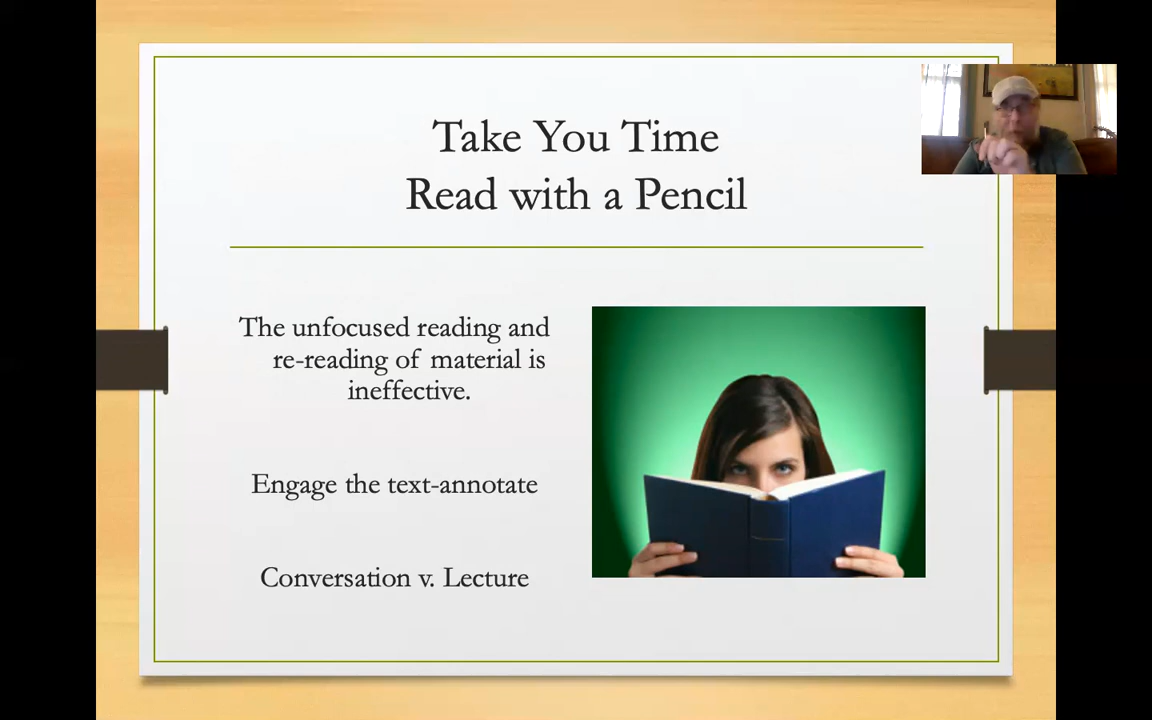 Take You Time
Read with a Pencil
The unfocused reading and
re-reading of material is
ineffective.
Engage the text-annotate
Conversation v. Lecture